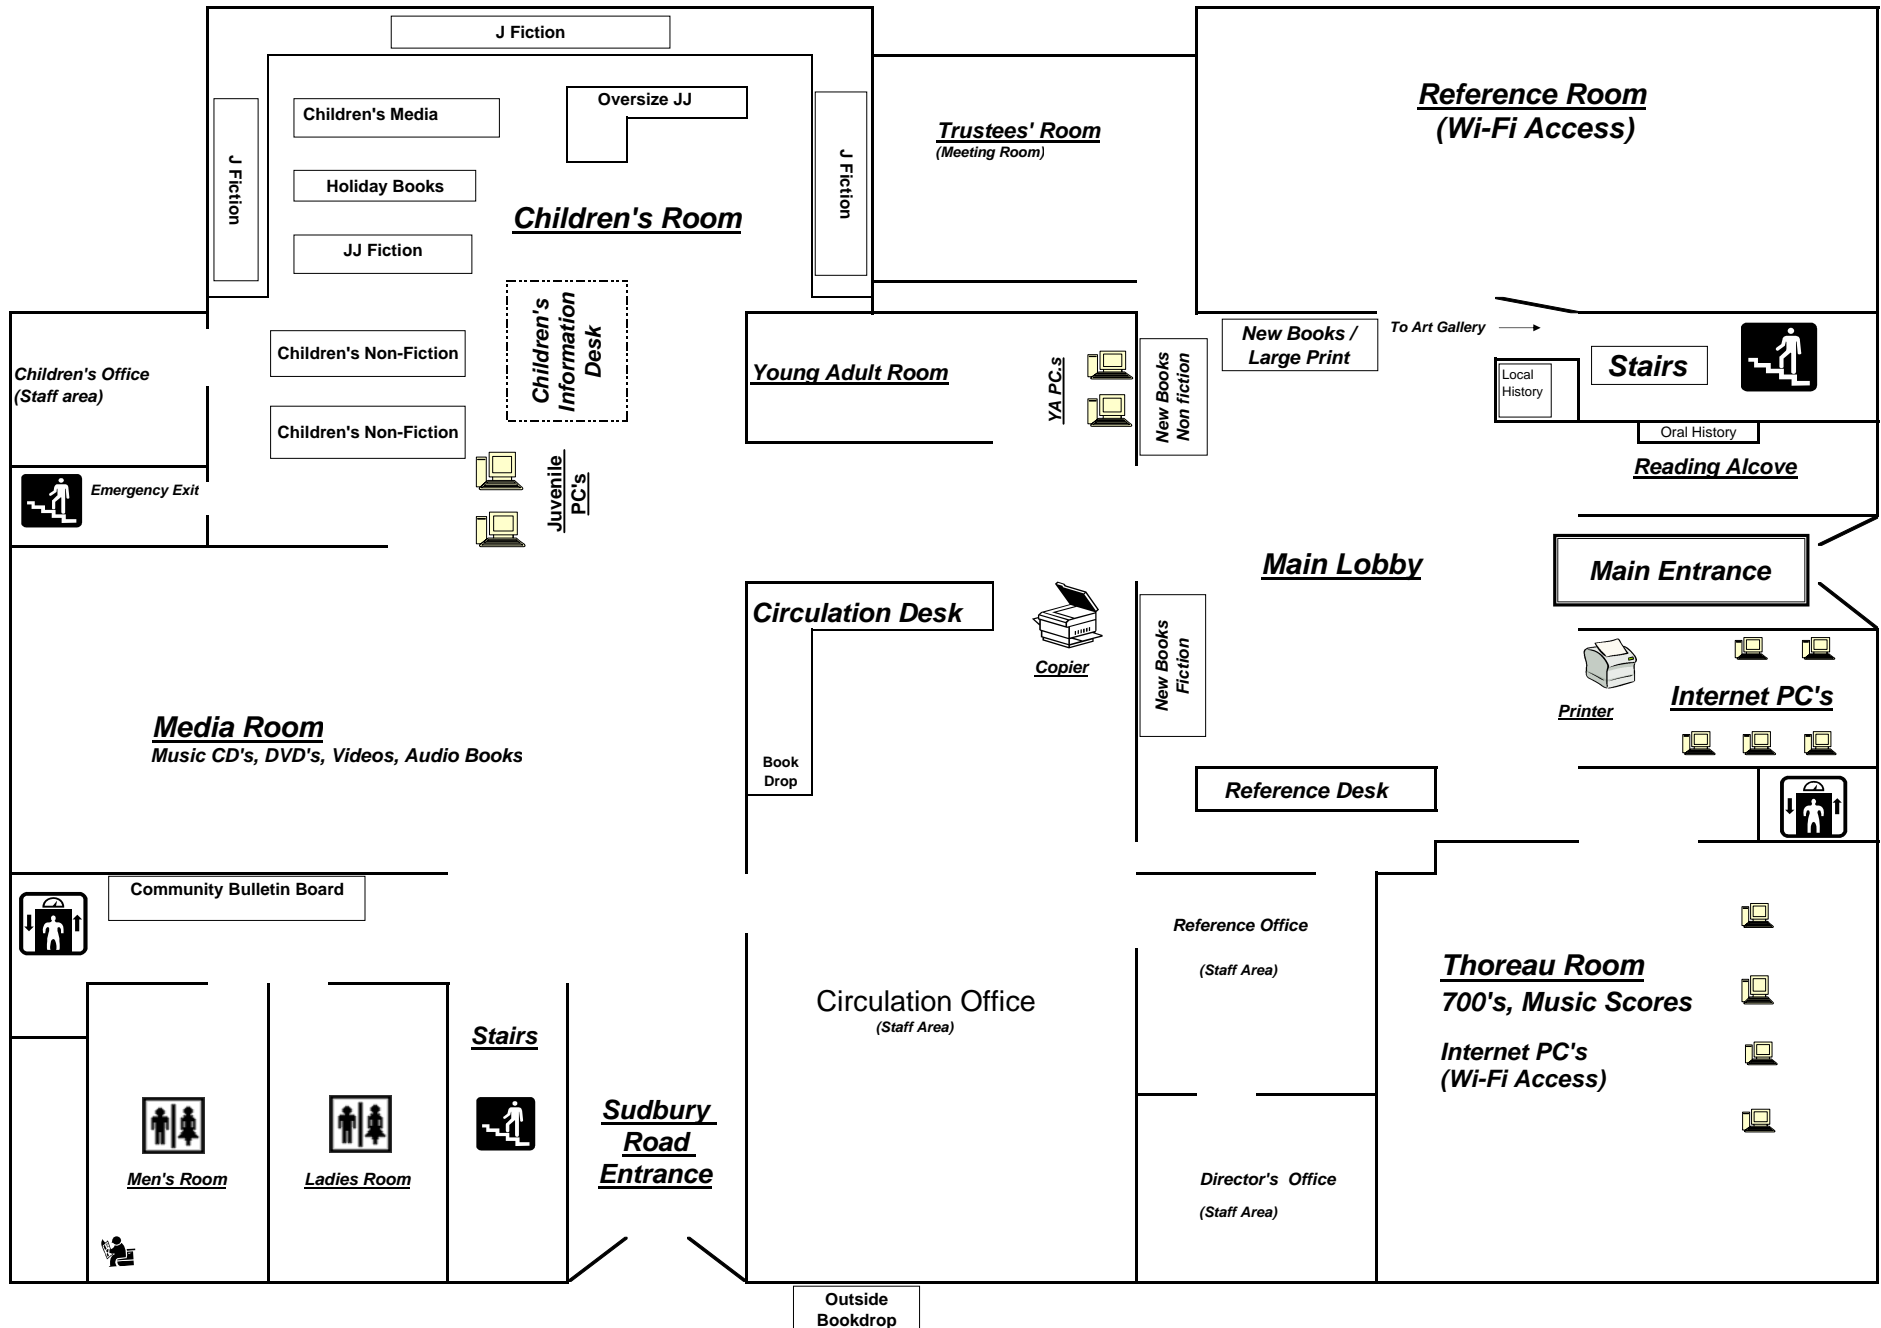 J Fiction
J Fiction
Children's Media
Oversize JJ
J Fiction
Holiday Books
Children's Room
JJ Fiction
Children's
Information
Desk
Children's Non-Fiction
Children's Non-Fiction
Juvenile
PC's
Children's Office
(Staff area)
Emergency Exit
Trustees' Room
(Meeting Room)
Reference Room
(Wi-Fi Access)
Young Adult Room
YA PC.s
New Books
Non fiction
New Books /
Large Print
To Art Gallery
Local
History
Stairs
Oral History
Reading Alcove
Main Lobby
Main Entrance
Circulation Desk
Copier
New Books
Fiction
Printer
Internet PC's
Media Room
Music CD's, DVD's, Videos, Audio Books
Book
Drop
Reference Desk
Community Bulletin Board
Reference Office
(Staff Area)
Circulation Office
(Staff Area)
Thoreau Room
700's, Music Scores
Internet PC's
(Wi-Fi Access)
Stairs
Men's Room
Ladies Room
Sudbury
Road
Entrance
Director's Office
(Staff Area)
Outside
Bookdrop